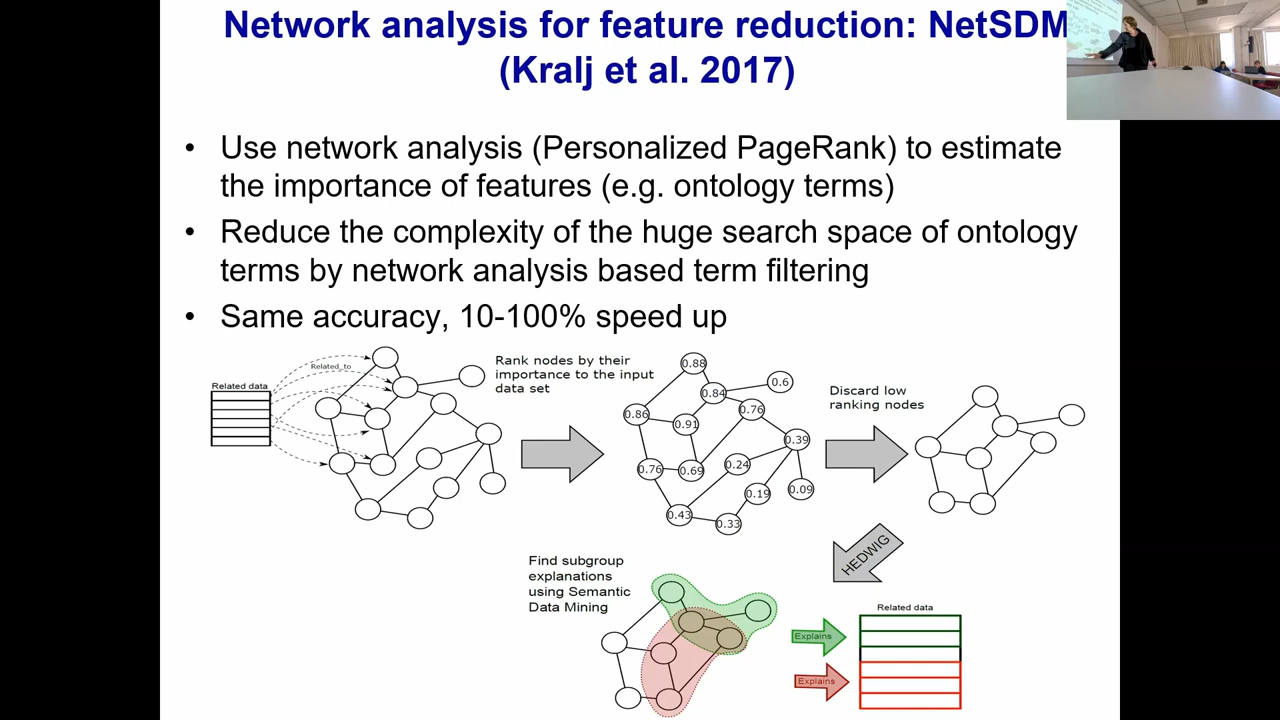 Network analysis for feature reduction: NetSDM
(Kralj et al. 2017)
• Use network analysis (Personalized PageRank) to estimate
the importance of features (e.g. ontology terms)
• Reduce the complexity of the huge search space of ontology
terms by network analysis based term filtering
• Same accuracy, 10-100% speed up
Related data
Related_to
Rank nodes by their
importance to the input
data set
0.88
0.84
0.6
0.86
0.91
0.76
0.39
0.76
0.69
0.24
0.19
0.09
0.43
0.33
Discard low
ranking nodes
HEDWIG
Find subgroup
explanations
using Semantic
Data Mining
Explains
Explains
Related data